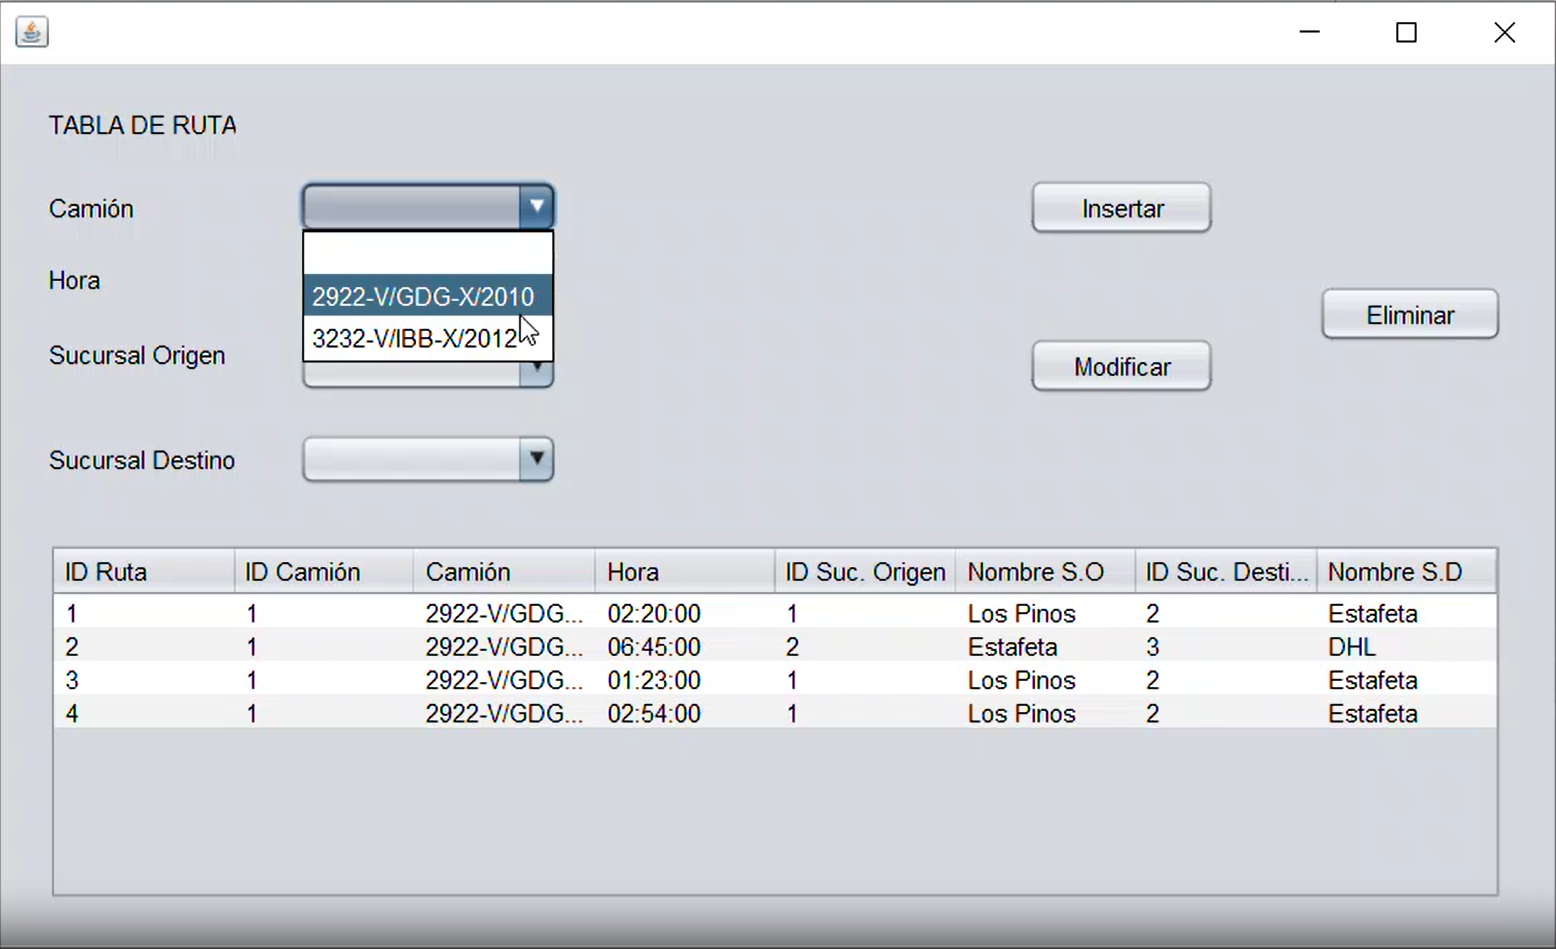 TABLA DE RUTA
Camión
Insertar
Hora
2922-V/GDG-X/2010
3232-V/IBB-X/2012
Eliminar
Sucursal Origen
Modificar
Sucursal Destino
ID Ruta ID Camión Camión Hora ID Suc. Origen Nombre S.O ID Suc. Desti... Nombre S.D
1 1 2922-V/GDG... 02:20:00 1 Los Pinos 2 Estafeta
2 1 2922-V/GDG... 06:45:00 2 Estafeta 3 DHL
3 1 2922-V/GDG... 01:23:00 1 Los Pinos 2 Estafeta
4 1 2922-V/GDG... 02:54:00 1 Los Pinos 2 Estafeta